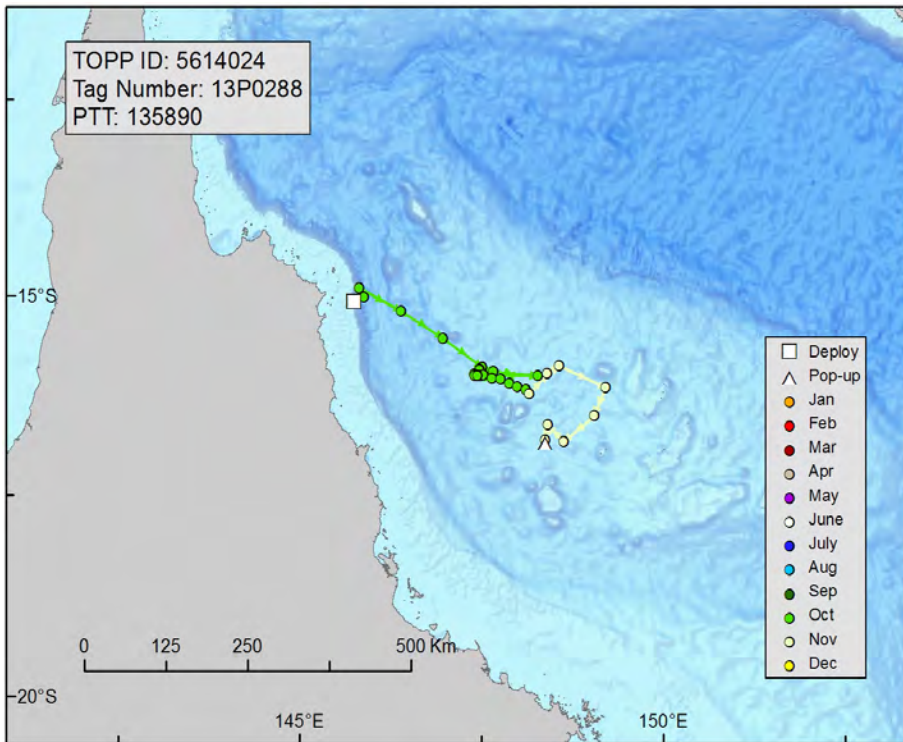 TOPP ID: 5614024
Tag Number: 13P0288
PTT: 135890
15°S
Deploy
Pop-up
Jan
Feb
Mar
Apr
May
June
July
Aug
Sep
Oct
Nov
Dec
0 125 250 500 Km
20°S
145°E 150°E